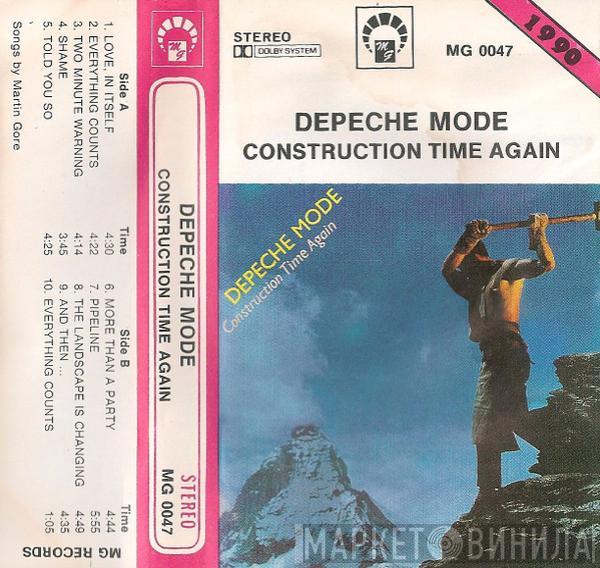 Side A Time
1. LOVE, IN ITSELF 4:30
2. EVERYTHING COUNTS 4:22
3. TWO MINUTE WARNING 4:14
4. SHAME 3:45
5. TOLD YOU SO 4:25
Songs by Martin Gore
Side B Time
6. MORE THAN A PARTY 4:44
7. PIPELINE 5:55
8. THE LANDSCAPE IS CHANGING 4:49
9. AND THEN ... 4:35
10. EVERYTHING COUNTS 1:05
MG RECORDS
MG
DEPECHE MODE
CONSTRUCTION TIME AGAIN
STEREO
MG 0047
STEREO
DOLBY SYSTEM
MG
MG 0047
1990
DEPECHE MODE
CONSTRUCTION TIME AGAIN
DEPECHE MODE
Construction Time Again
МАРКЕТ ВИНИЛА